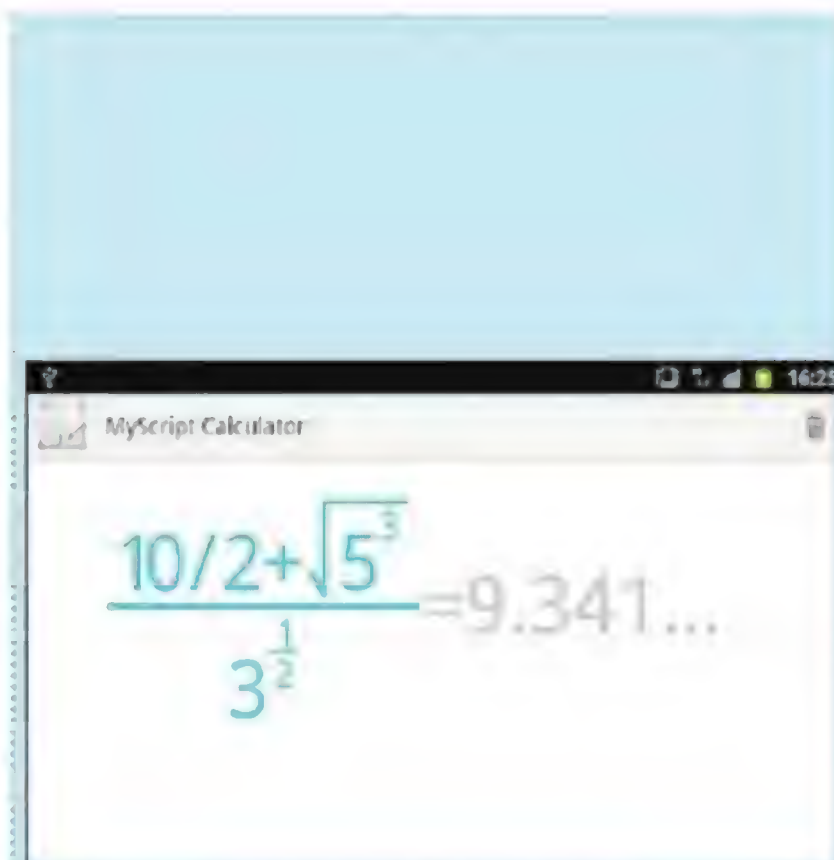 16:25
MyScript Calculator
10/2+√5³
=9.341...
3^(1/2)